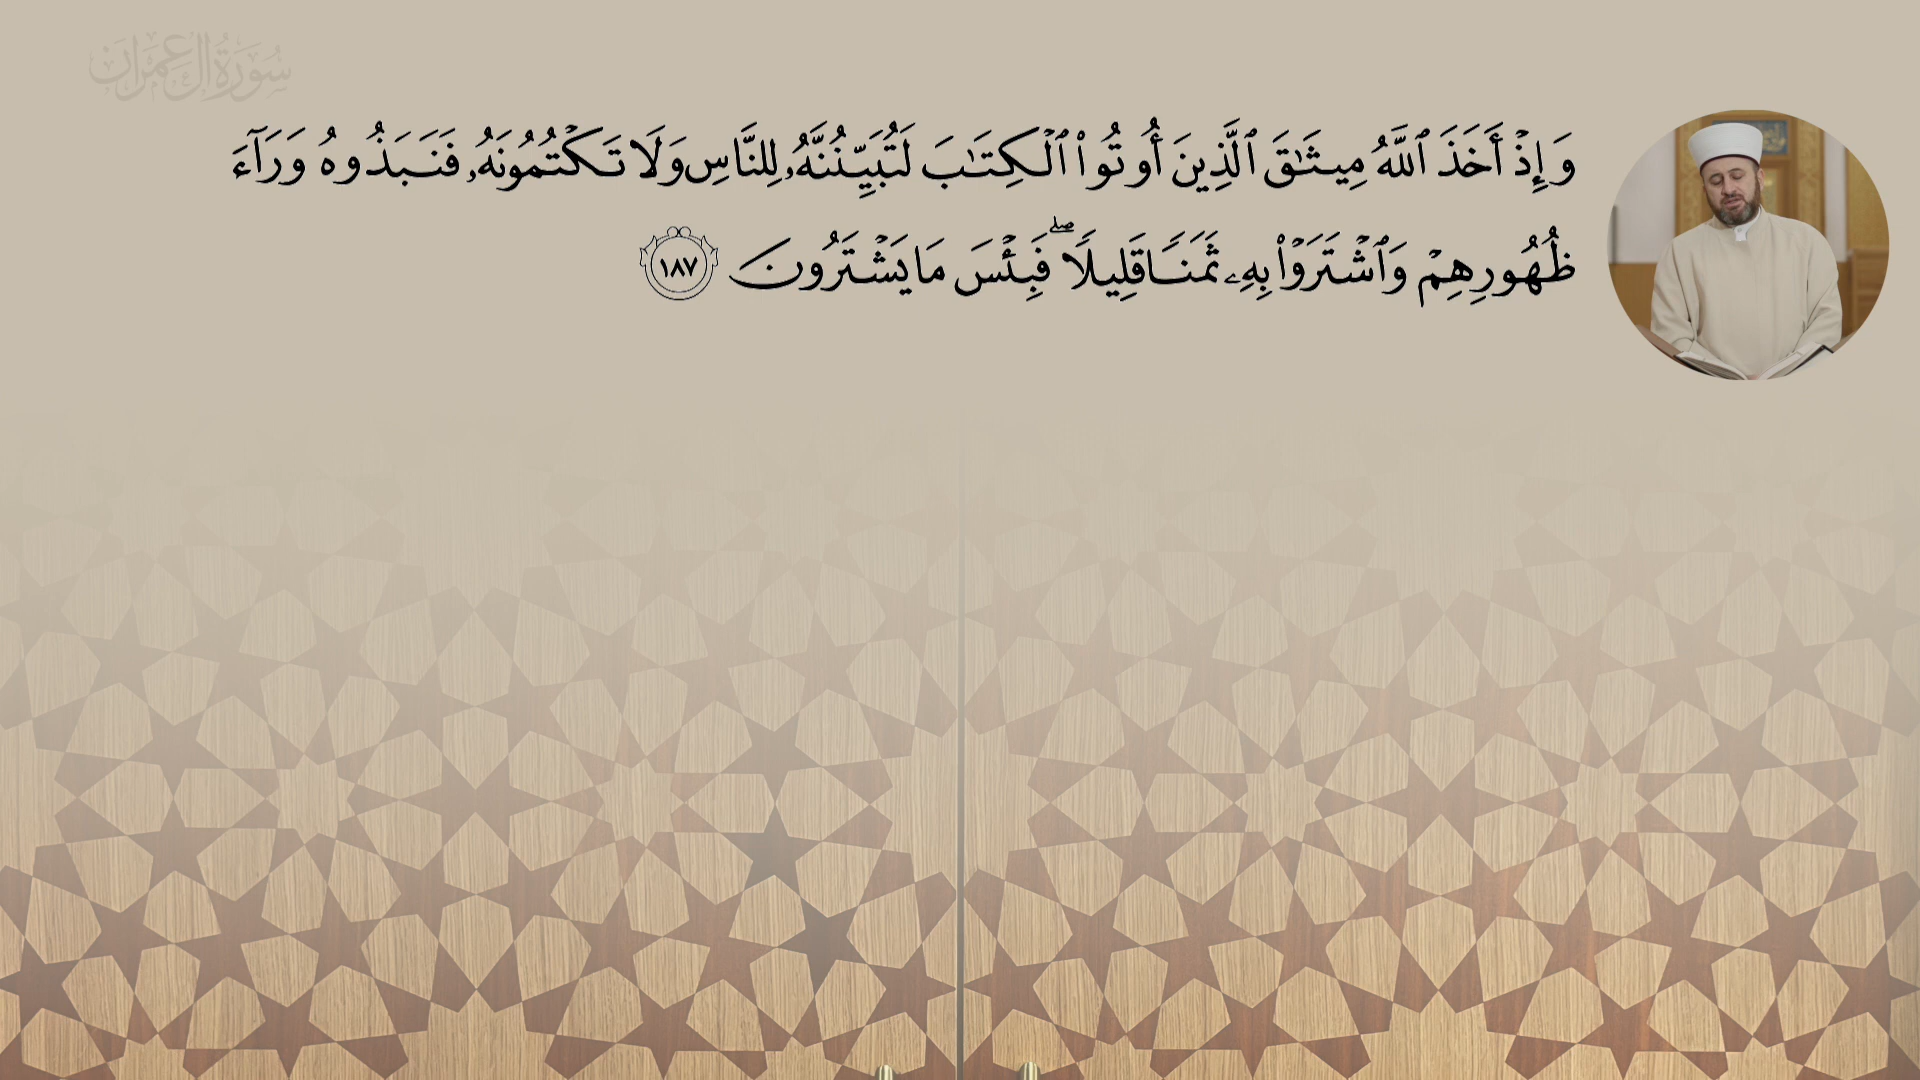 سُورَةُ آلِ عِمْرَانَ
وَإِذْ أَخَذَ ٱللَّهُ مِيثَـٰقَ ٱلَّذِينَ أُوتُوا۟ ٱلْكِتَـٰبَ لَتُبَيِّنُنَّهُۥ لِلنَّاسِ وَلَا تَكْتُمُونَهُۥ فَنَبَذُوهُ وَرَآءَ
ظُهُورِهِمْ وَٱشْتَرَوْا۟ بِهِۦ ثَمَنًا قَلِيلًا ۖ فَبِئْسَ مَا يَشْتَرُونَ ١٨٧